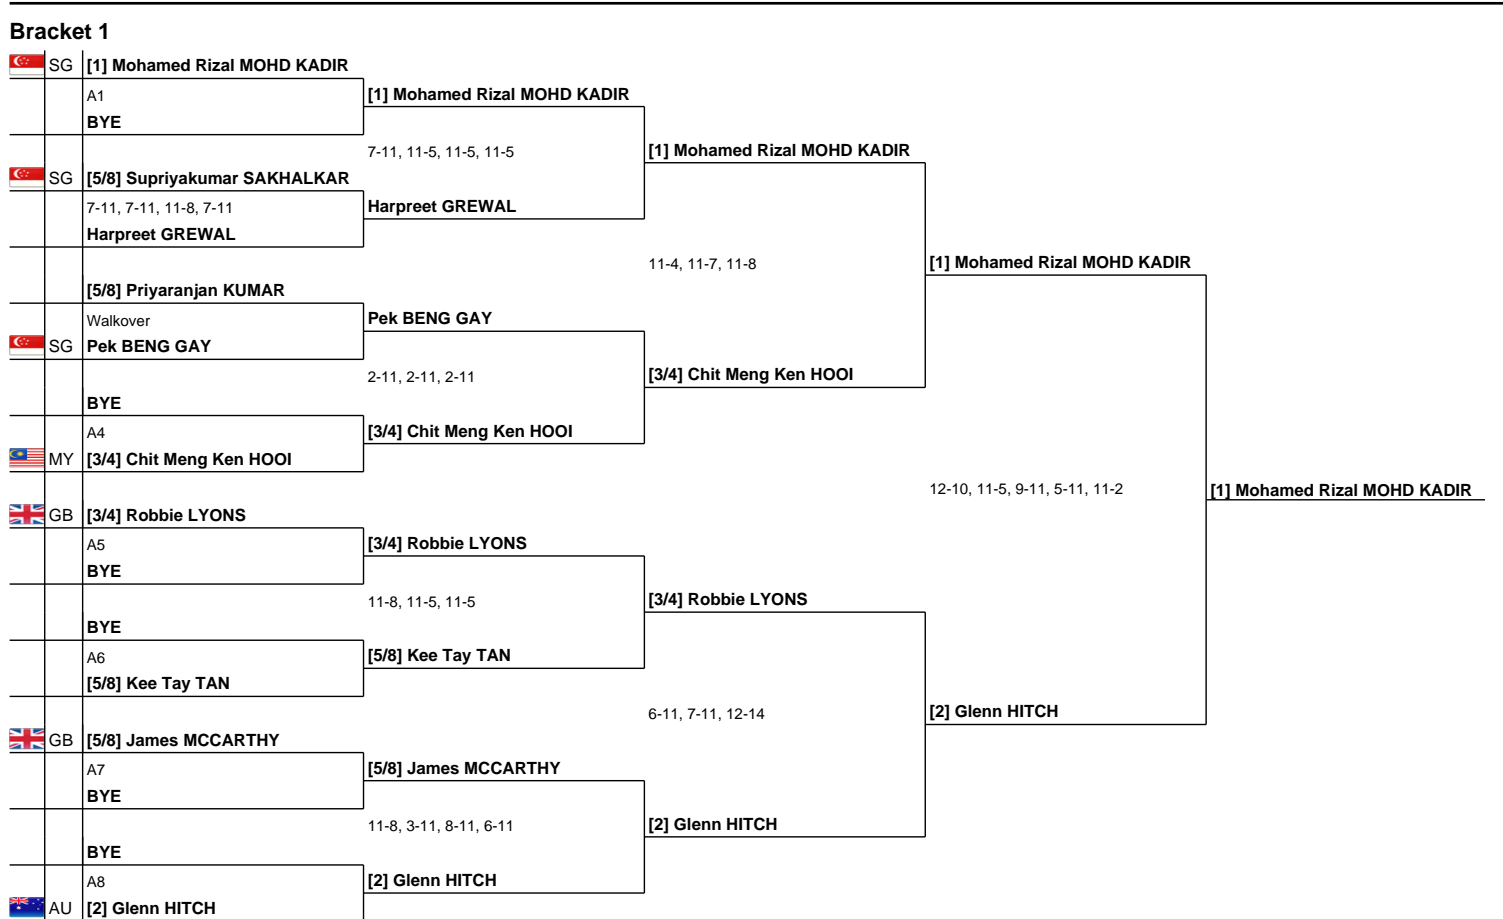 Bracket 1
SG [1] Mohamed Rizal MOHD KADIR
A1
BYE
[1] Mohamed Rizal MOHD KADIR
7-11, 11-5, 11-5, 11-5
SG [5/8] Supriyakumar SAKHALKAR
7-11, 7-11, 11-8, 7-11
Harpreet GREWAL
Harpreet GREWAL
[1] Mohamed Rizal MOHD KADIR
11-4, 11-7, 11-8
[5/8] Priyaranjan KUMAR
Walkover
SG Pek BENG GAY
Pek BENG GAY
2-11, 2-11, 2-11
BYE
A4
MY [3/4] Chit Meng Ken HOOI
[3/4] Chit Meng Ken HOOI
[3/4] Chit Meng Ken HOOI
[1] Mohamed Rizal MOHD KADIR
12-10, 11-5, 9-11, 5-11, 11-2
[1] Mohamed Rizal MOHD KADIR
GB [3/4] Robbie LYONS
A5
BYE
[3/4] Robbie LYONS
11-8, 11-5, 11-5
BYE
A6
[5/8] Kee Tay TAN
[5/8] Kee Tay TAN
[3/4] Robbie LYONS
6-11, 7-11, 12-14
[2] Glenn HITCH
GB [5/8] James MCCARTHY
A7
BYE
[5/8] James MCCARTHY
11-8, 3-11, 8-11, 6-11
BYE
A8
AU [2] Glenn HITCH
[2] Glenn HITCH
[2] Glenn HITCH